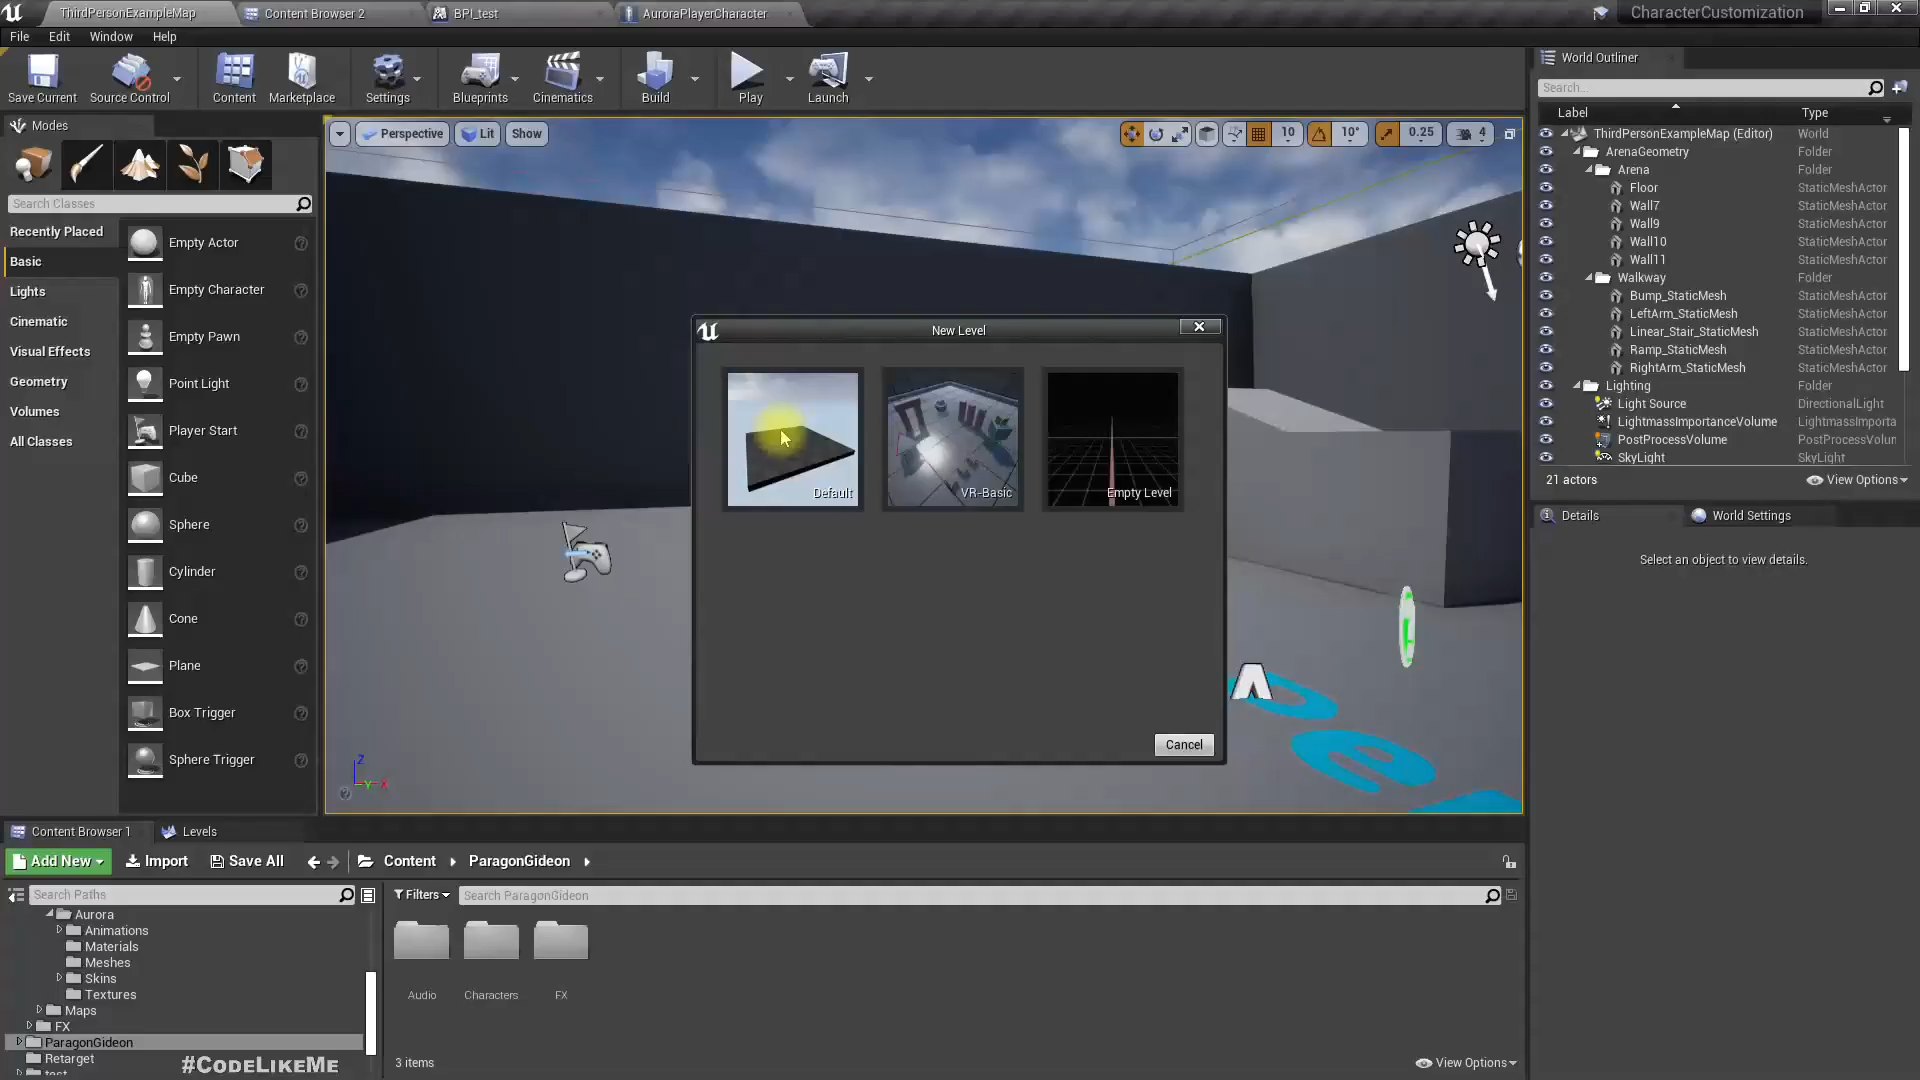 ThirdPersonExampleMap
Content Browser 2
BPI_test
AuroraPlayerCharacter
CharacterCustomization
File
Edit
Window
Help
Save Current
Source Control
Content
Marketplace
Settings
Blueprints
Cinematics
Build
Play
Launch
Modes
Search Classes
Recently Placed
Basic
Lights
Cinematic
Visual Effects
Geometry
Volumes
All Classes
Empty Actor
Empty Character
Empty Pawn
Point Light
Player Start
Cube
Sphere
Cylinder
Cone
Plane
Box Trigger
Sphere Trigger
Perspective
Lit
Show
10
10°
0.25
4
New Level
Default
VR-Basic
Empty Level
Cancel
Z
Y
X
World Outliner
Search...
Label
Type
ThirdPersonExampleMap (Editor)
World
ArenaGeometry
Folder
Arena
Folder
Floor
StaticMeshActor
Wall7
StaticMeshActor
Wall9
StaticMeshActor
Wall10
StaticMeshActor
Wall11
StaticMeshActor
Walkway
Folder
Bump_StaticMesh
StaticMeshActor
LeftArm_StaticMesh
StaticMeshActor
Linear_Stair_StaticMesh
StaticMeshActor
Ramp_StaticMesh
StaticMeshActor
RightArm_StaticMesh
StaticMeshActor
Lighting
Folder
Light Source
DirectionalLight
LightmassImportanceVolume
LightmassImporta
PostProcessVolume
PostProcessVolun
SkyLight
SkyLight
21 actors
View Options
Details
World Settings
Select an object to view details.
Content Browser 1
Levels
Add New
Import
Save All
Content
ParagonGideon
Search Paths
Filters
Search ParagonGideon
Aurora
Animations
Materials
Meshes
Skins
Textures
Maps
FX
ParagonGideon
Retarget
test
Audio
Characters
FX
3 items
View Options
#CodeLikeMe